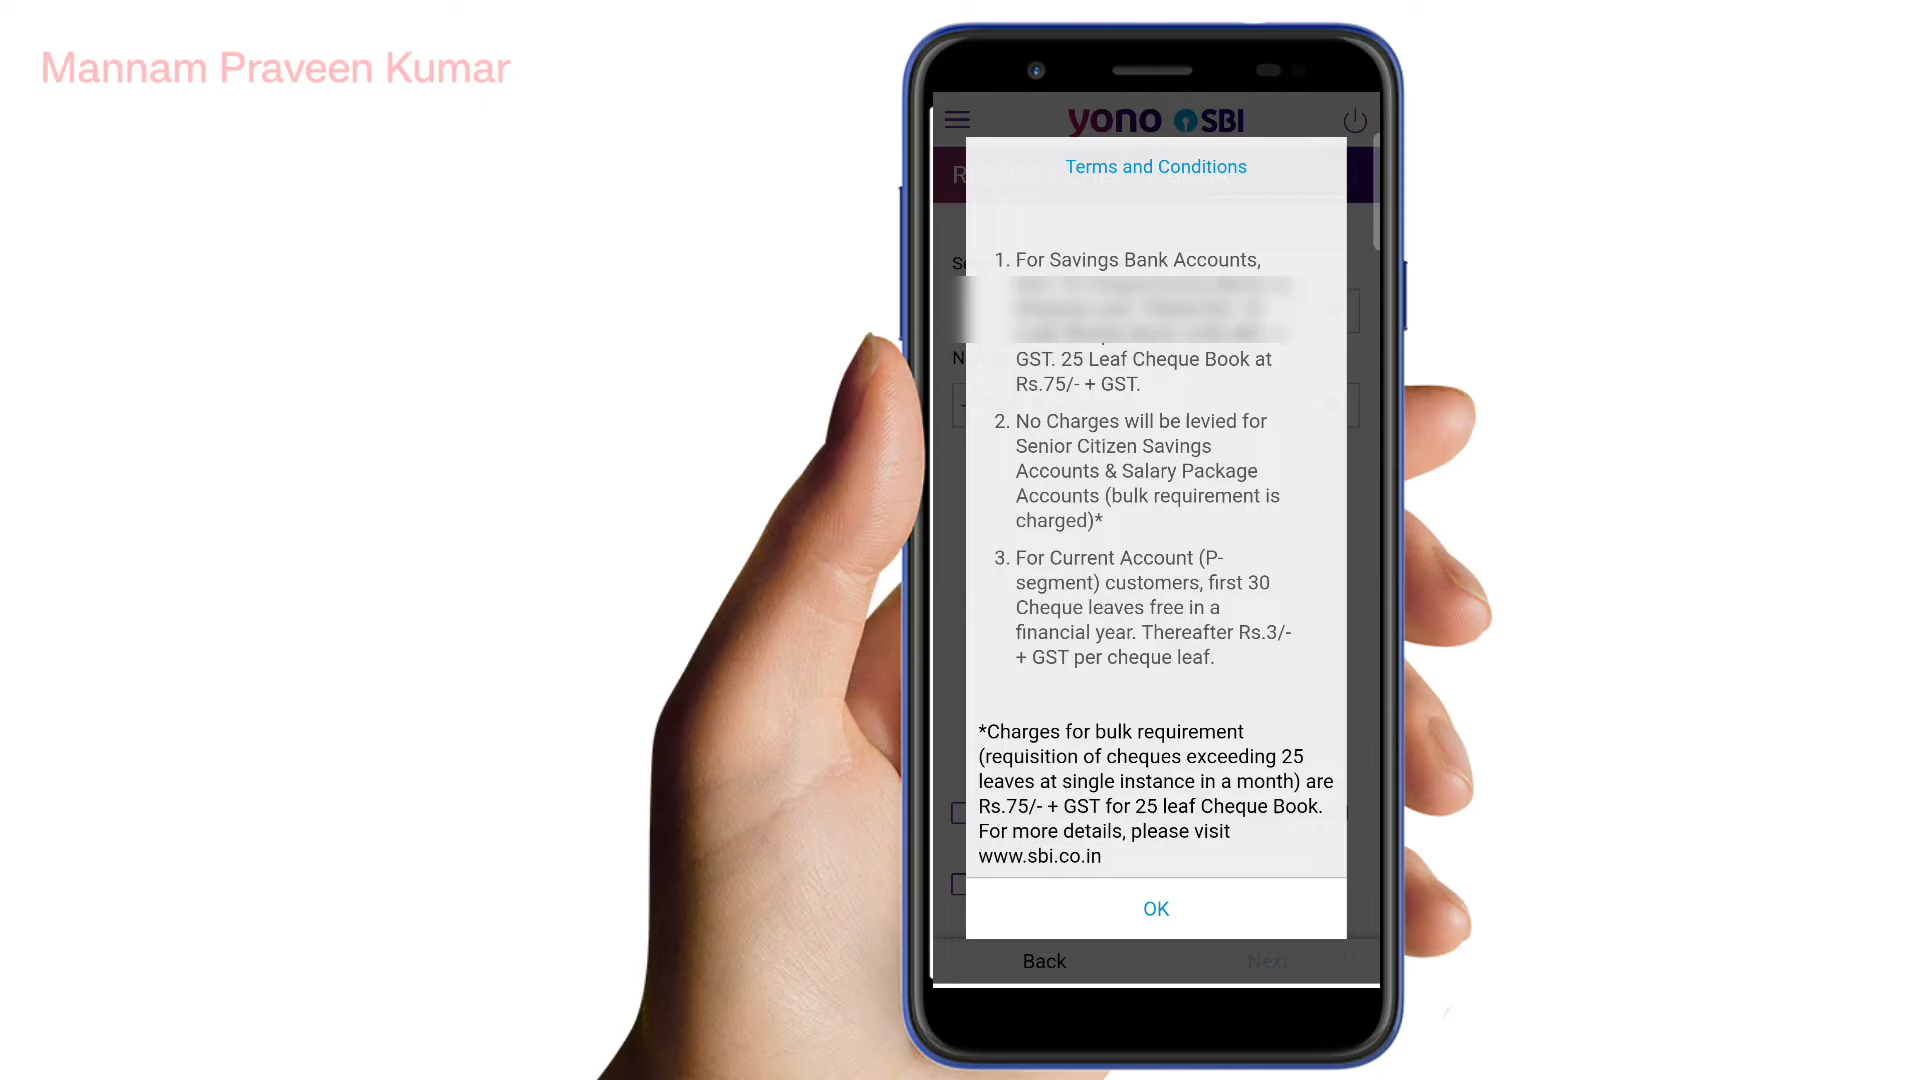 Mannam Praveen Kumar
yono SBI
Terms and Conditions
1. For Savings Bank Accounts,
GST. 25 Leaf Cheque Book at
Rs.75/- + GST.
2. No Charges will be levied for
Senior Citizen Savings
Accounts & Salary Package
Accounts (bulk requirement is
charged)*
3. For Current Account (P-
segment) customers, first 30
Cheque leaves free in a
financial year. Thereafter Rs.3/-
+ GST per cheque leaf.
*Charges for bulk requirement
(requisition of cheques exceeding 25
leaves at single instance in a month) are
Rs.75/- + GST for 25 leaf Cheque Book.
For more details, please visit
www.sbi.co.in
OK
Back Next